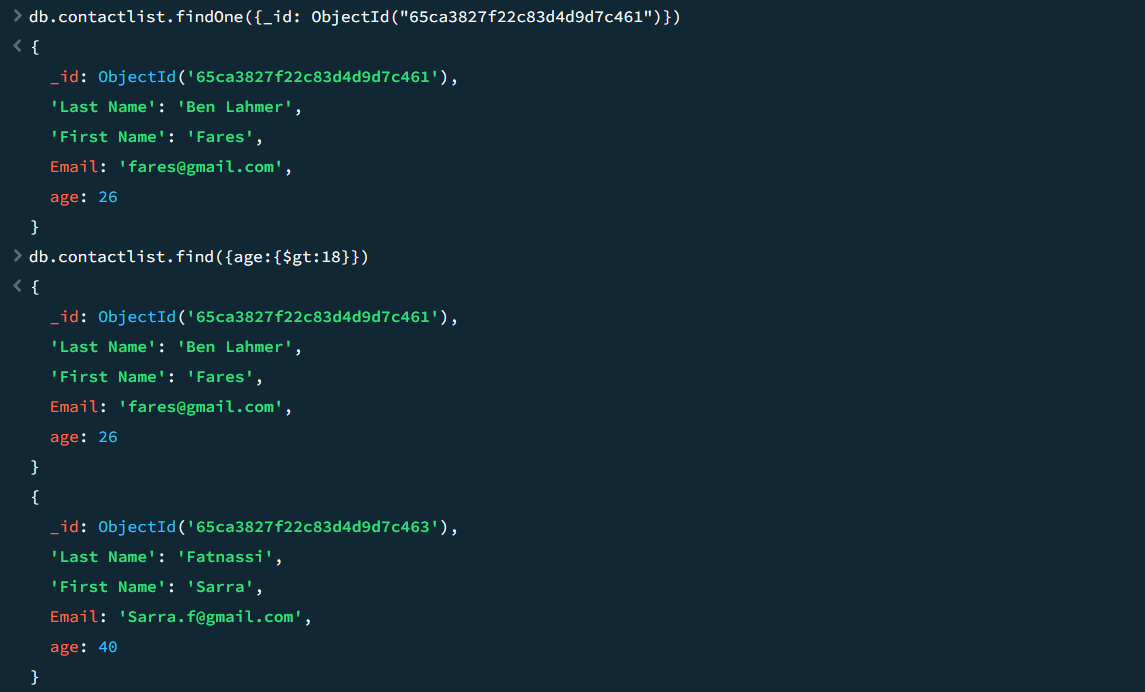 > db.contactlist.findOne({_id: ObjectId("65ca3827f22c83d4d9d7c461")})
< {
_id: ObjectId('65ca3827f22c83d4d9d7c461'),
'Last Name': 'Ben Lahmer',
'First Name': 'Fares',
Email: 'fares@gmail.com',
age: 26
}
> db.contactlist.find({age:{$gt:18}})
< {
_id: ObjectId('65ca3827f22c83d4d9d7c461'),
'Last Name': 'Ben Lahmer',
'First Name': 'Fares',
Email: 'fares@gmail.com',
age: 26
}
{
_id: ObjectId('65ca3827f22c83d4d9d7c463'),
'Last Name': 'Fatnassi',
'First Name': 'Sarra',
Email: 'Sarra.f@gmail.com',
age: 40
}